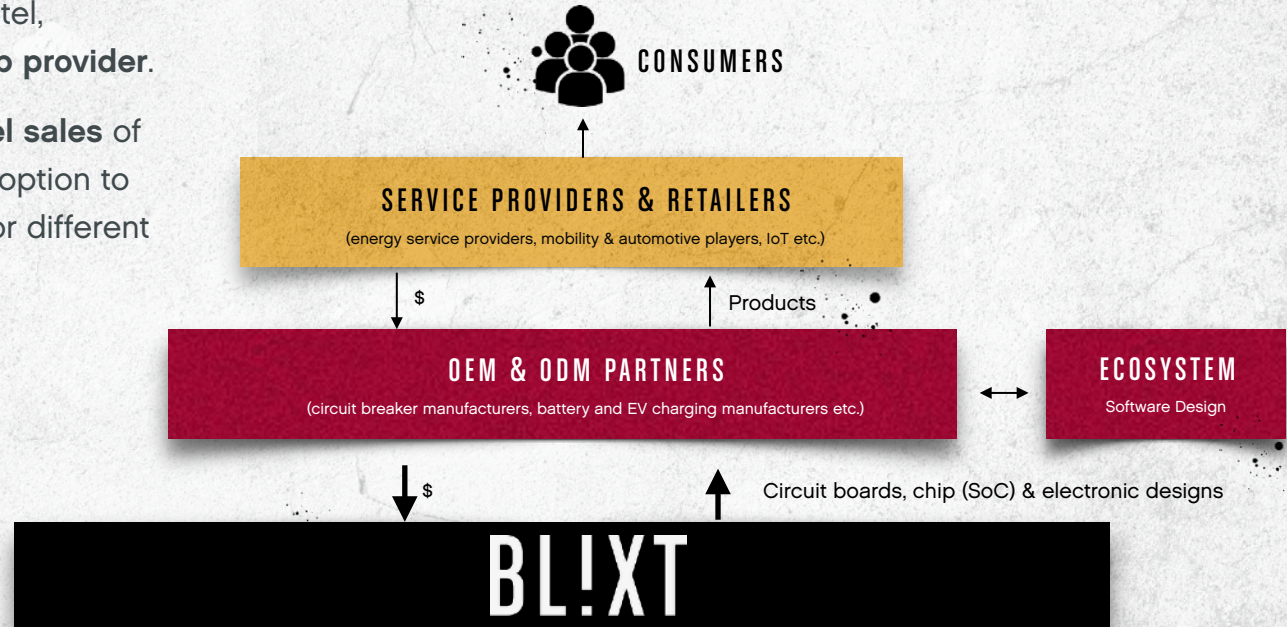 tel,
provider.
sales of
option to
different
CONSUMERS
SERVICE PROVIDERS & RETAILERS
(energy service providers, mobility & automotive players, IoT etc.)
$
Products
OEM & ODM PARTNERS
(circuit breaker manufacturers, battery and EV charging manufacturers etc.)
ECOSYSTEM
Software Design
$
Circuit boards, chip (SoC) & electronic designs
BL!XT